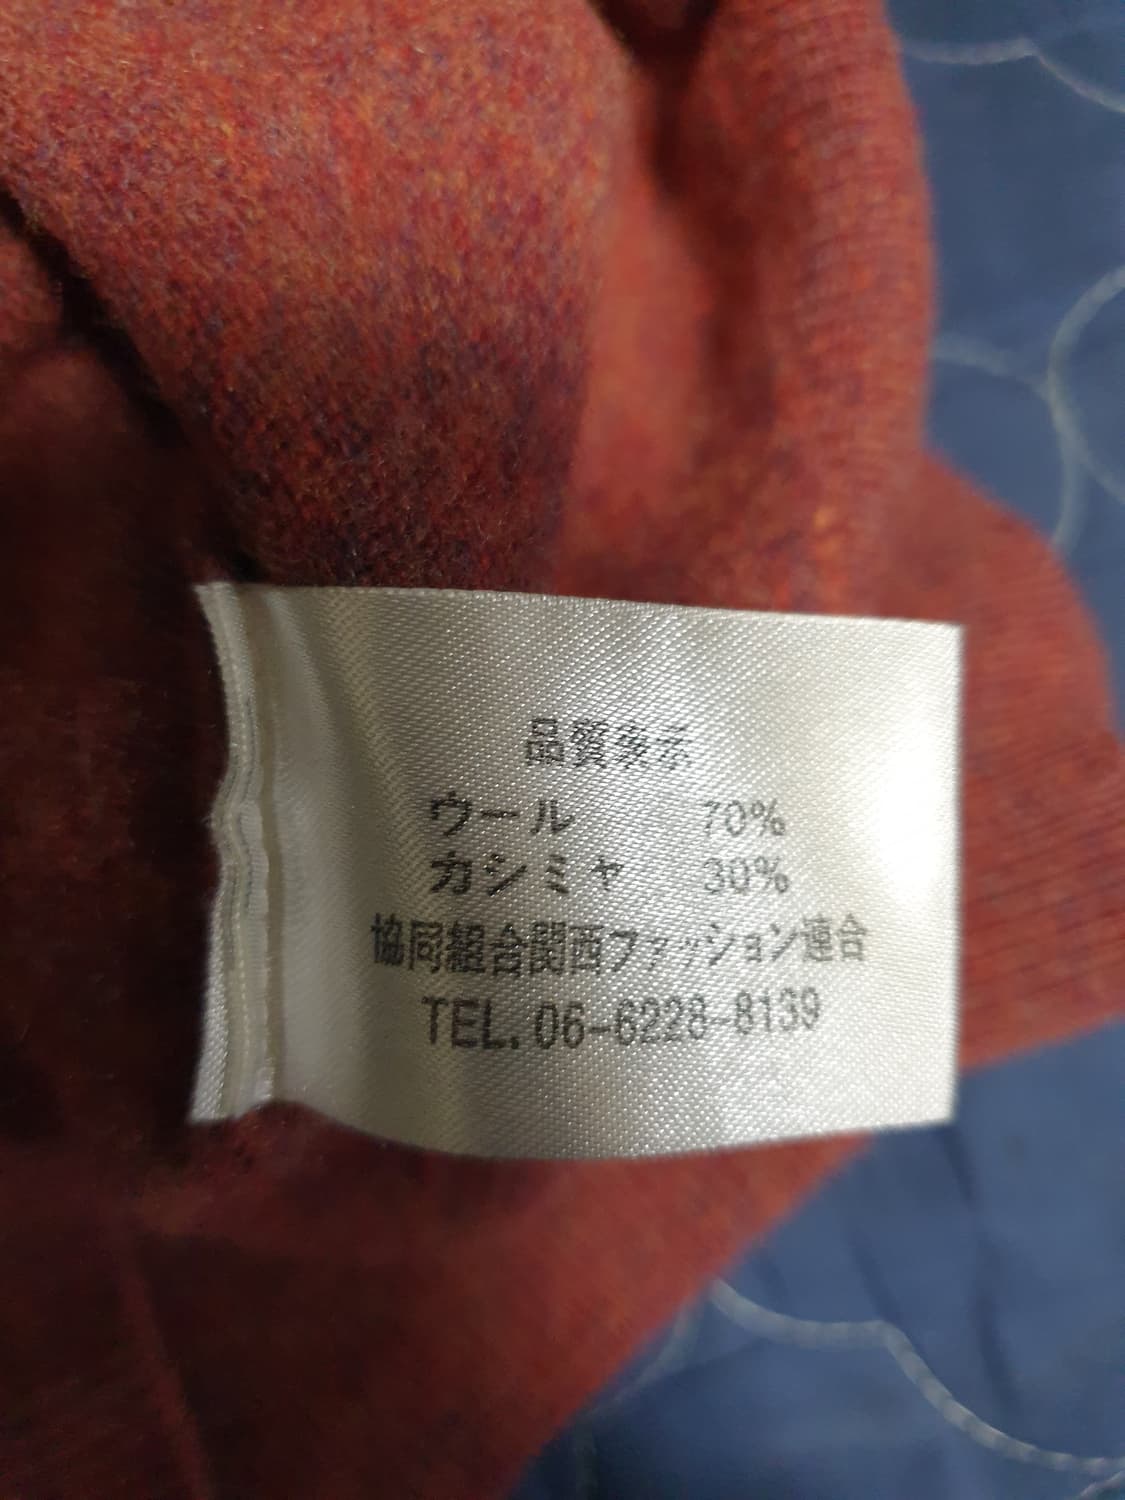 品質表示
ウール 70%
カシミヤ 30%
協同組合関西ファッション連合
TEL. 06-6228-8139